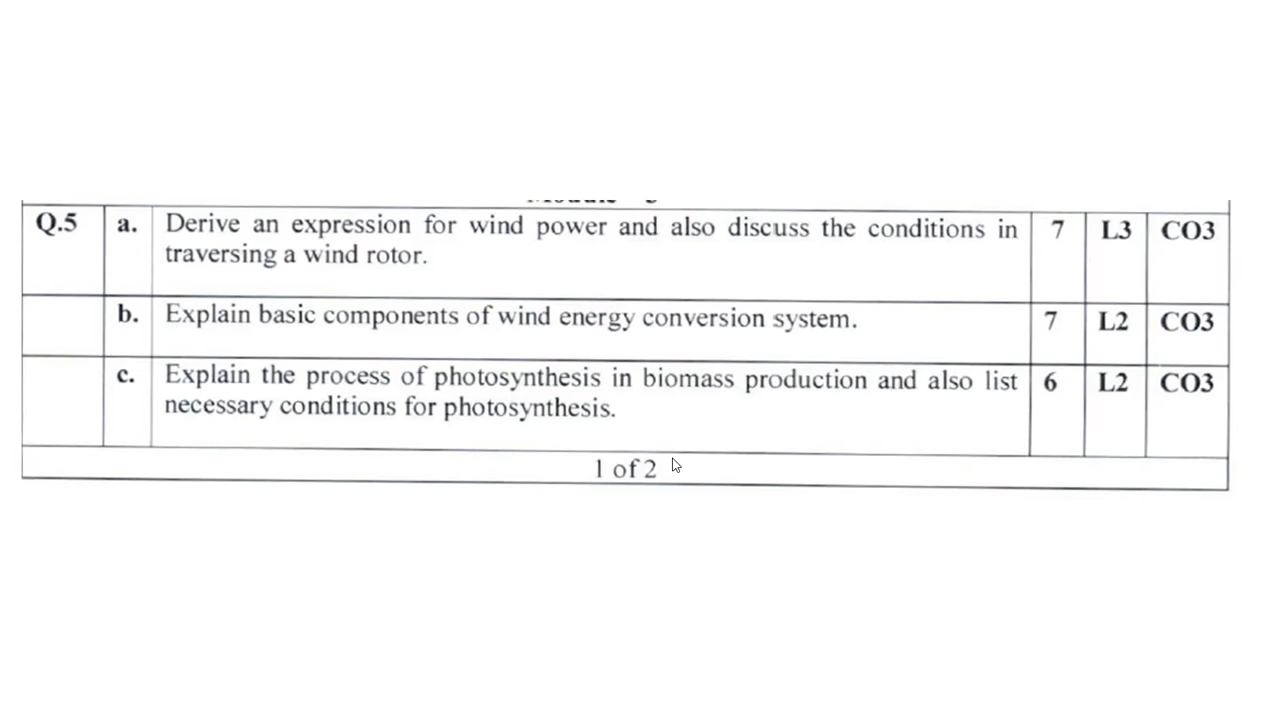 Q.5 a. Derive an expression for wind power and also discuss the conditions in 7 L3 CO3
traversing a wind rotor.
b. Explain basic components of wind energy conversion system. 7 L2 CO3
c. Explain the process of photosynthesis in biomass production and also list 6 L2 CO3
necessary conditions for photosynthesis.
1 of 2